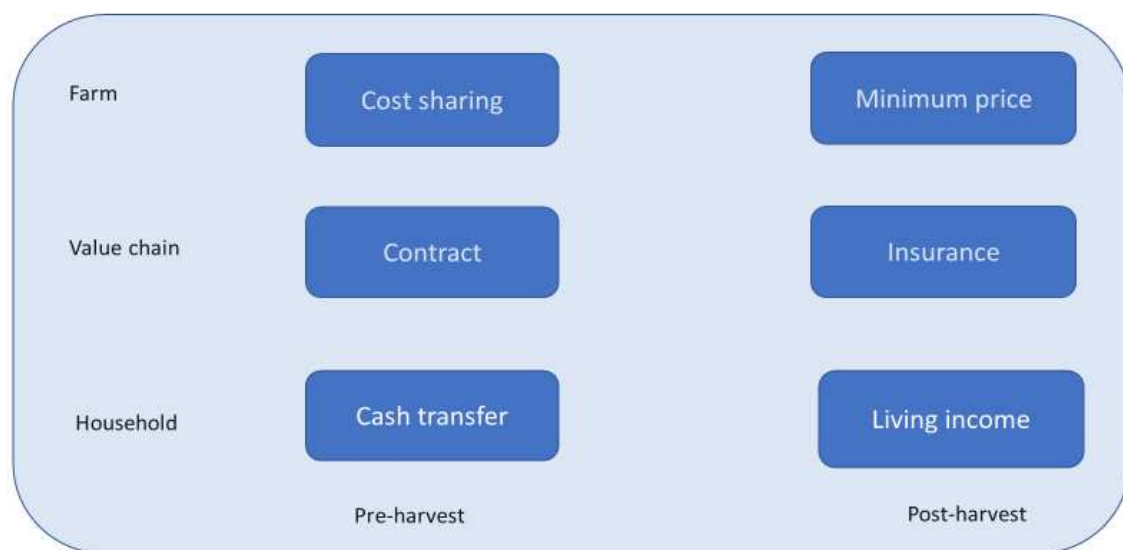 Farm
Cost sharing
Minimum price
Value chain
Contract
Insurance
Household
Cash transfer
Living income
Pre-harvest
Post-harvest